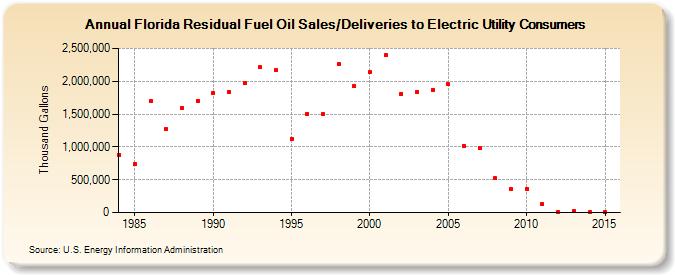 Annual Florida Residual Fuel Oil Sales/Deliveries to Electric Utility Consumers
Thousand Gallons
2,500,000
2,000,000
1,500,000
1,000,000
500,000
0
1985 1990 1995 2000 2005 2010 2015
Source: U.S. Energy Information Administration